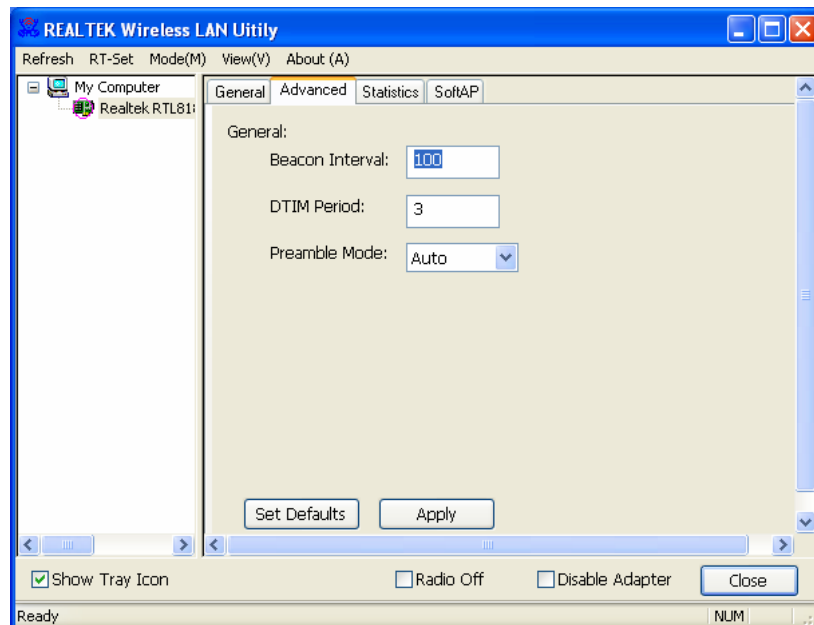 REALTEK Wireless LAN Uitily
Refresh RT-Set Mode(M) View(V) About (A)
My Computer
Realtek RTL818
General Advanced Statistics SoftAP
General:
Beacon Interval: 100
DTIM Period: 3
Preamble Mode: Auto
Set Defaults Apply
Show Tray Icon Radio Off Disable Adapter Close
Ready NUM